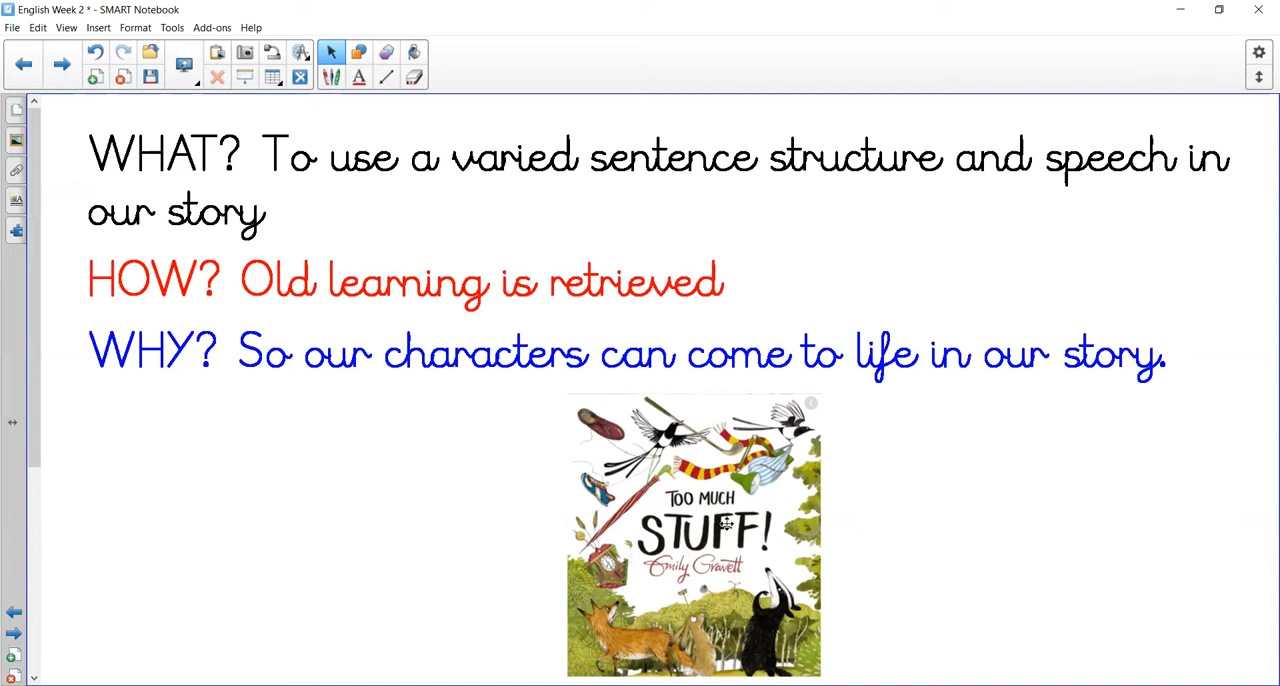 English Week 2 * - SMART Notebook
File Edit View Insert Format Tools Add-ons Help
WHAT? To use a varied sentence structure and speech in
our story
HOW? Old learning is retrieved
WHY? So our characters can come to life in our story.
TOO MUCH
STUFF!
Emily Gravett